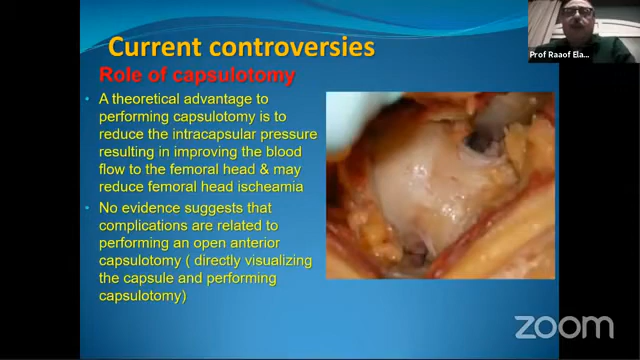 Current controversies
Role of capsulotomy
• A theoretical advantage to
performing capsulotomy is to
reduce the intracapsular pressure
resulting in improving the blood
flow to the femoral head & may
reduce femoral head ischeamia
• No evidence suggests that
complications are related to
performing an open anterior
capsulotomy ( directly visualizing
the capsule and performing
capsulotomy)
Prof Raaof Ela...
zoom